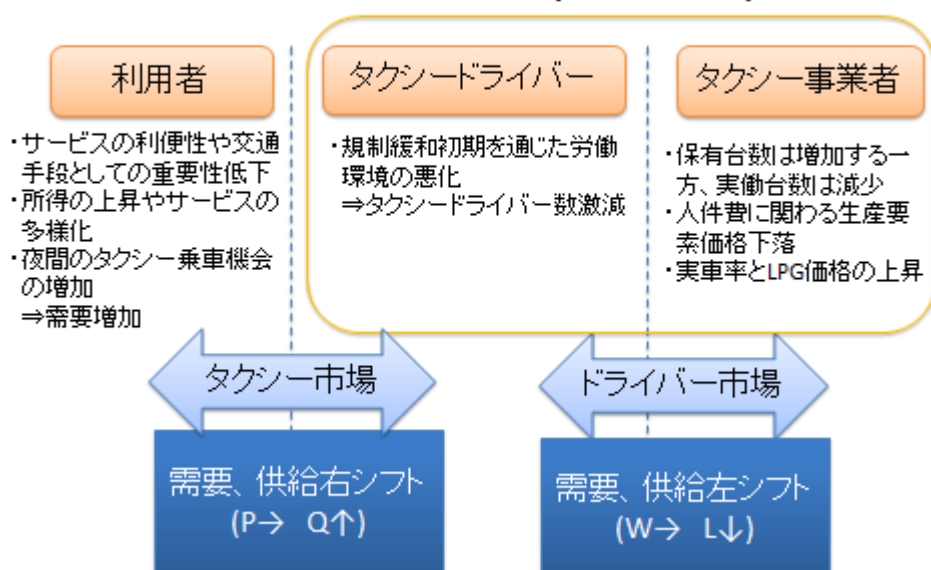 利用者
・サービスの利便性や交通
手段としての重要性低下
・所得の上昇やサービスの
多様化
・夜間のタクシー乗車機会
の増加
⇒需要増加
タクシードライバー
・規制緩和初期を通じた労働
環境の悪化
⇒タクシードライバー数激減
タクシー事業者
・保有台数は増加する一
方、実働台数は減少
・人件費に関わる生産要
素価格下落
・実車率とLPG価格の上昇
タクシー市場
ドライバー市場
需要、供給右シフト
(P→ Q↑)
需要、供給左シフト
(W→ L↓)